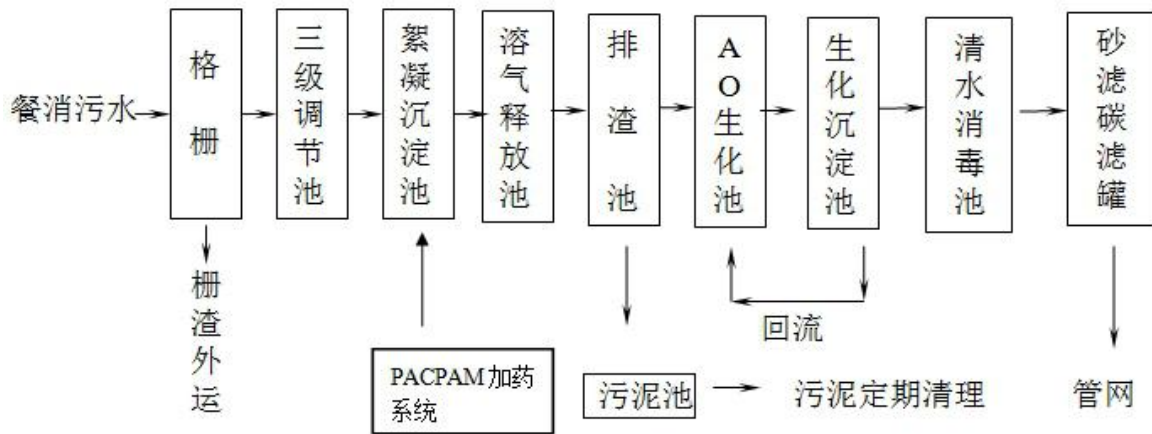 餐消污水
格栅
三级调节池
絮凝沉淀池
溶气释放池
排渣池
AO生化池
生化沉淀池
清水消毒池
砂滤碳滤罐
栅渣外运
回流
PACPAM加药
系统
污泥池
污泥定期清理
管网